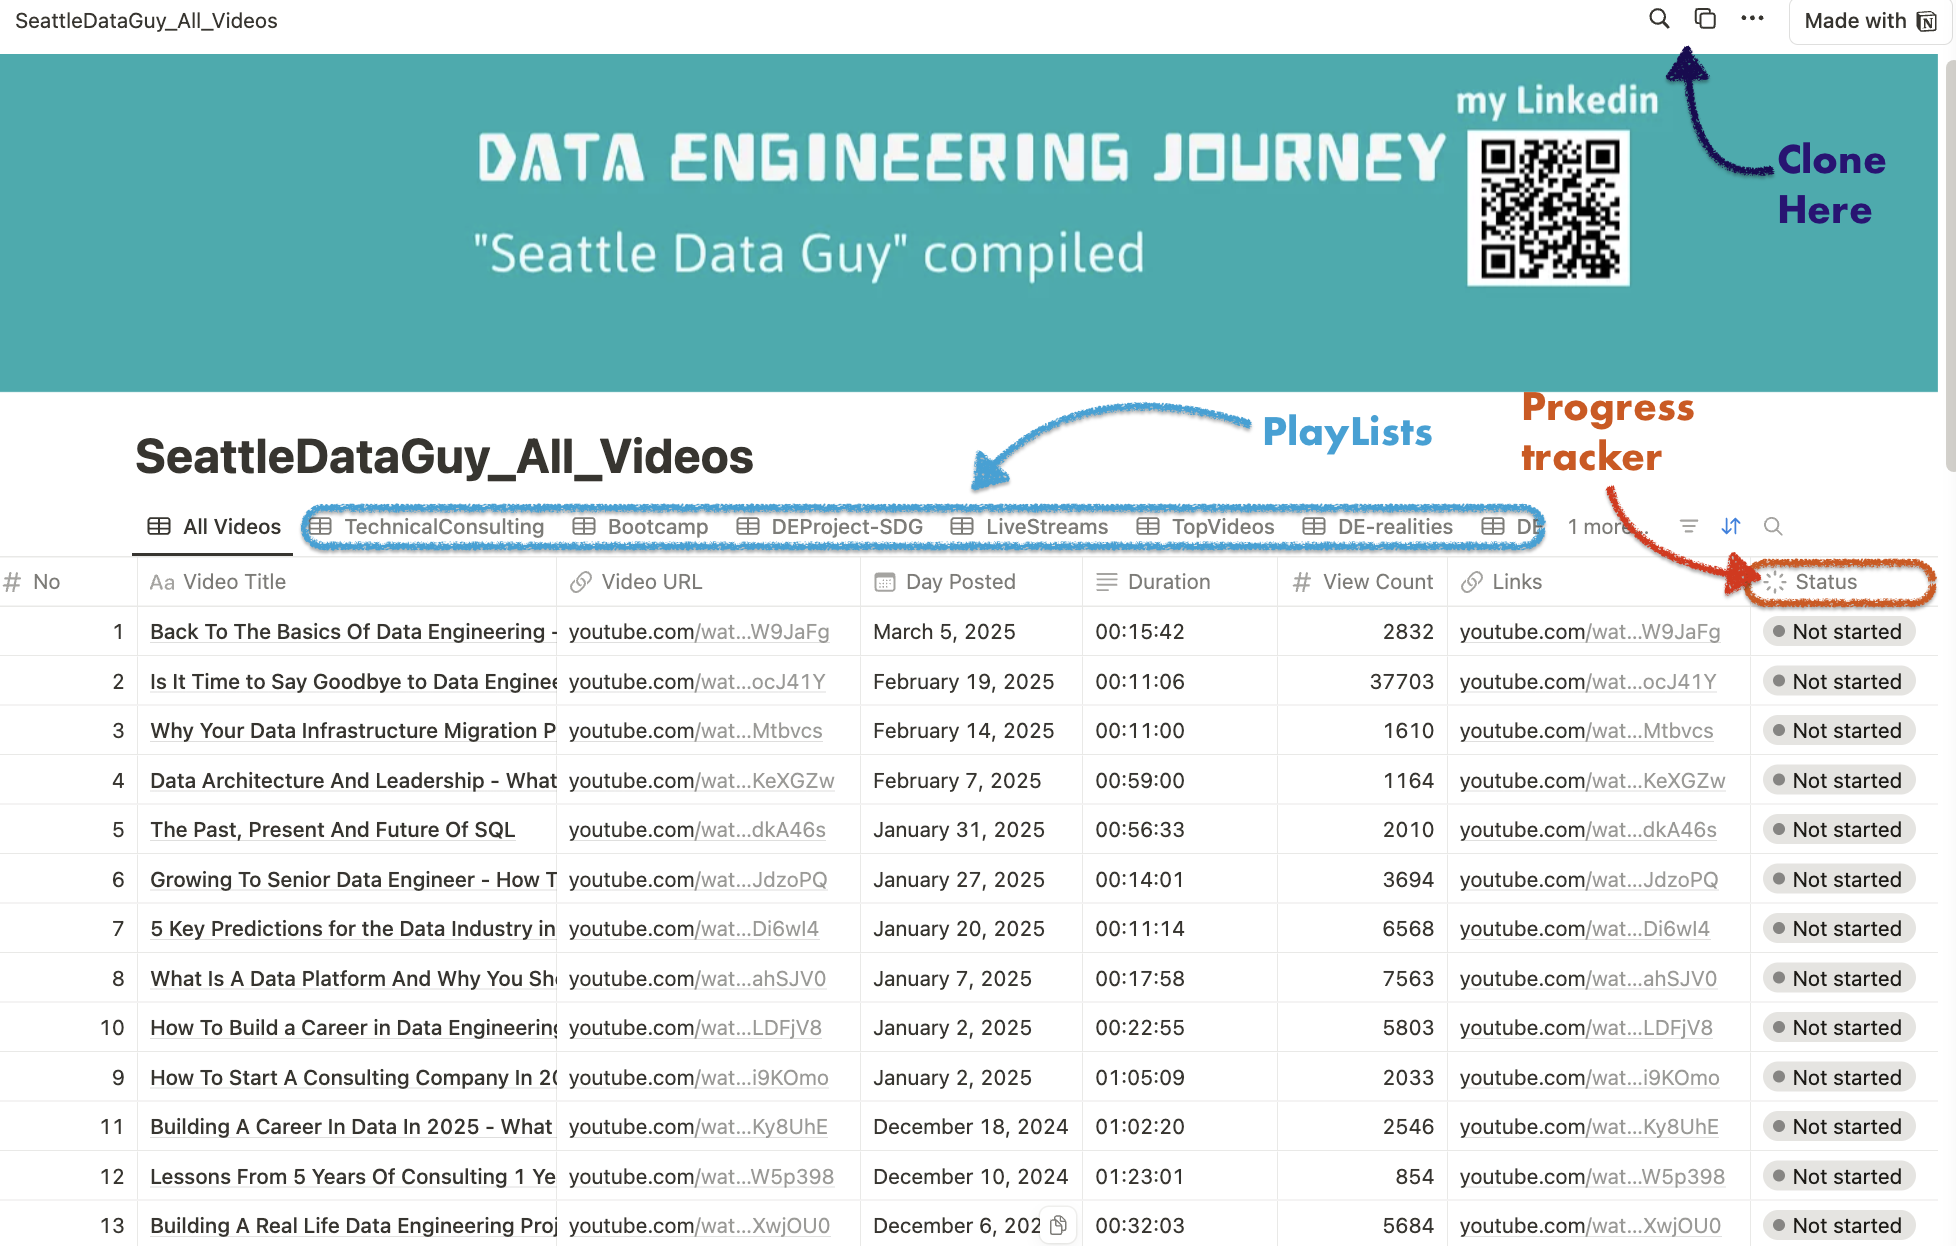 SeattleDataGuy_All_Videos
Made with
my Linkedin
DATA ENGINEERING JOURNEY
"Seattle Data Guy" compiled
Clone
Here
PlayLists
Progress
tracker
SeattleDataGuy_All_Videos
All Videos TechnicalConsulting Bootcamp DEProject-SDG LiveStreams TopVideos DE-realities DE 1 more...
# No Aa Video Title Video URL Day Posted Duration # View Count Links Status
1 Back To The Basics Of Data Engineering - youtube.com/wat...W9JaFg March 5, 2025 00:15:42 2832 youtube.com/wat...W9JaFg Not started
2 Is It Time to Say Goodbye to Data Enginee youtube.com/wat...ocJ41Y February 19, 2025 00:11:06 37703 youtube.com/wat...ocJ41Y Not started
3 Why Your Data Infrastructure Migration P youtube.com/wat...Mtbvcs February 14, 2025 00:11:00 1610 youtube.com/wat...Mtbvcs Not started
4 Data Architecture And Leadership - What youtube.com/wat...KeXGZw February 7, 2025 00:59:00 1164 youtube.com/wat...KeXGZw Not started
5 The Past, Present And Future Of SQL youtube.com/wat...dkA46s January 31, 2025 00:56:33 2010 youtube.com/wat...dkA46s Not started
6 Growing To Senior Data Engineer - How T youtube.com/wat...JdzoPQ January 27, 2025 00:14:01 3694 youtube.com/wat...JdzoPQ Not started
7 5 Key Predictions for the Data Industry in youtube.com/wat...Di6wI4 January 20, 2025 00:11:14 6568 youtube.com/wat...Di6wI4 Not started
8 What Is A Data Platform And Why You Sho youtube.com/wat...ahSJV0 January 7, 2025 00:17:58 7563 youtube.com/wat...ahSJV0 Not started
10 How To Build a Career in Data Engineering youtube.com/wat...LDFjV8 January 2, 2025 00:22:55 5803 youtube.com/wat...LDFjV8 Not started
9 How To Start A Consulting Company In 20 youtube.com/wat...i9KOmo January 2, 2025 01:05:09 2033 youtube.com/wat...i9KOmo Not started
11 Building A Career In Data In 2025 - What youtube.com/wat...Ky8UhE December 18, 2024 01:02:20 2546 youtube.com/wat...Ky8UhE Not started
12 Lessons From 5 Years Of Consulting 1 Ye youtube.com/wat...W5p398 December 10, 2024 01:23:01 854 youtube.com/wat...W5p398 Not started
13 Building A Real Life Data Engineering Proj youtube.com/wat...XwjOU0 December 6, 202 00:32:03 5684 youtube.com/wat...XwjOU0 Not started